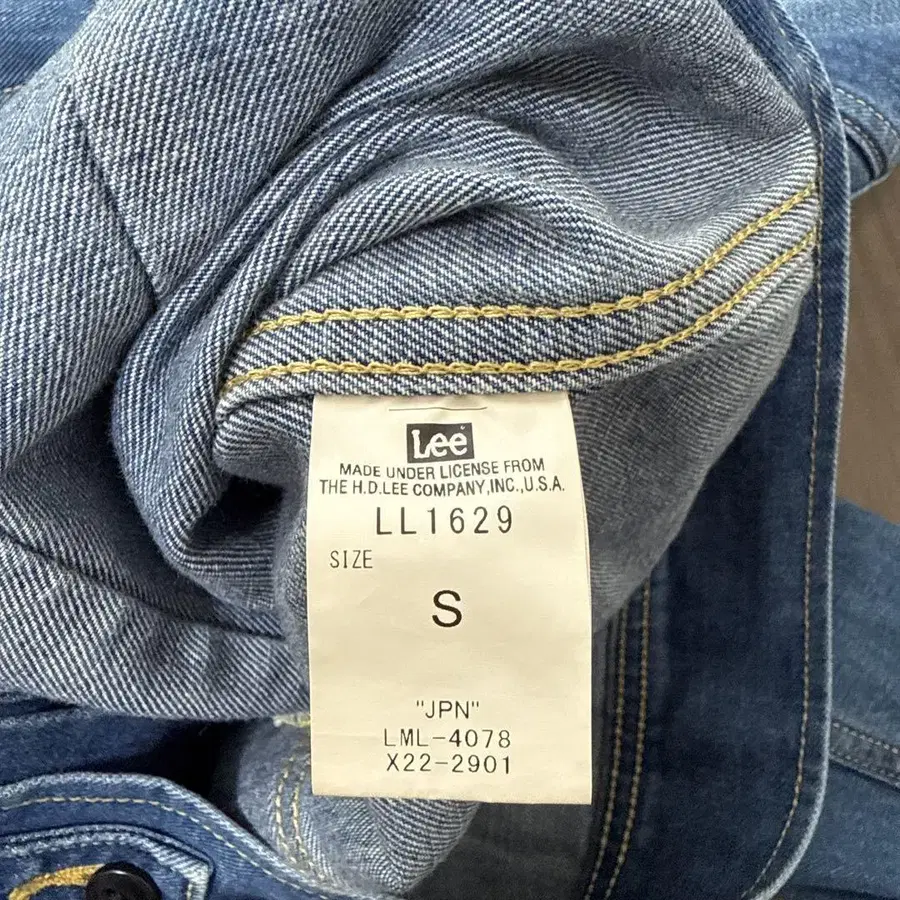 Lee
MADE UNDER LICENSE FROM
THE H.D.LEE COMPANY,INC.,U.S.A.
LL1629
SIZE
S
"JPN"
LML-4078
X22-2901